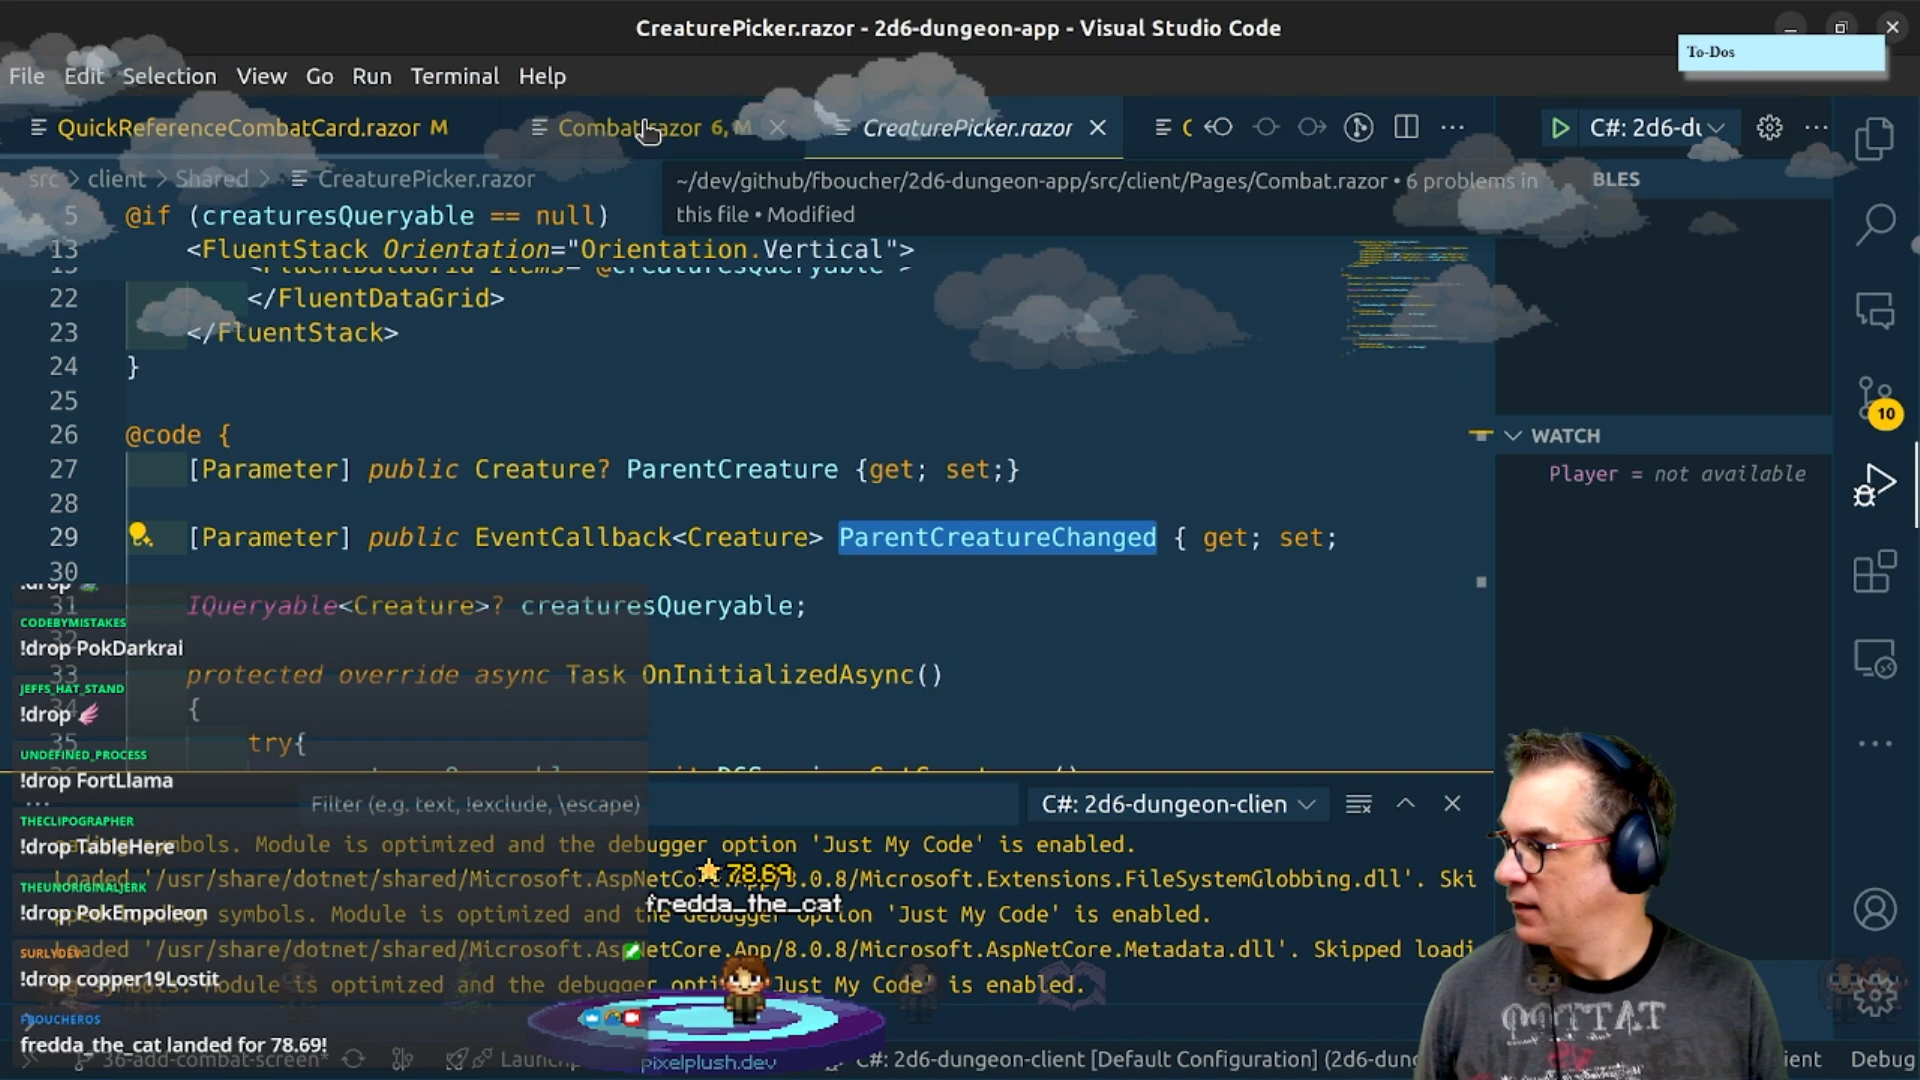 CreaturePicker.razor - 2d6-dungeon-app - Visual Studio Code
To-Dos
File Edit Selection View Go Run Terminal Help
QuickReferenceCombatCard.razor M
Combat.razor 6, M
CreaturePicker.razor
C#: 2d6-du
src > client > Shared > CreaturePicker.razor
~/dev/github/fboucher/2d6-dungeon-app/src/client/Pages/Combat.razor • 6 problems in
this file • Modified
BLES
5 @if (creaturesQueryable == null)
13 <FluentStack Orientation="Orientation.Vertical">
22 </FluentDataGrid>
23 </FluentStack>
24 }
25
26 @code {
27 [Parameter] public Creature? ParentCreature {get; set;}
28
29 [Parameter] public EventCallback<Creature> ParentCreatureChanged { get; set;
30
31 IQueryable<Creature>? creaturesQueryable;
32
33 protected override async Task OnInitializedAsync()
34 {
35 try{
10
WATCH
Player = not available
!drop
CODEBYMISTAKES
!drop PokDarkrai
JEFFS_HAT_STAND
!drop
UNDEFINED_PROCESS
!drop FortLlama
THECLIPOGRAPHER
!drop TableHere
THEUNORIGINALJERK
!drop PokEmpoleon
SURLYDEV
!drop copper19Lostit
FBOUCHEROS
fredda_the_cat landed for 78.69!
Filter (e.g. text, !exclude, \escape)
C#: 2d6-dungeon-clien
symbols. Module is optimized and the debugger option 'Just My Code' is enabled.
Loaded '/usr/share/dotnet/shared/Microsoft.AspNetCore.App/8.0.8/Microsoft.Extensions.FileSystemGlobbing.dll'. Ski
symbols. Module is optimized and the debugger option 'Just My Code' is enabled.
Loaded '/usr/share/dotnet/shared/Microsoft.AspNetCore.App/8.0.8/Microsoft.AspNetCore.Metadata.dll'. Skipped loadi
symbols. Module is optimized and the debugger option 'Just My Code' is enabled.
78.69
fredda_the_cat
pixelplush.dev
36-add-combat-screen*
C#: 2d6-dungeon-client [Default Configuration] (2d6-dung
ient
Debug